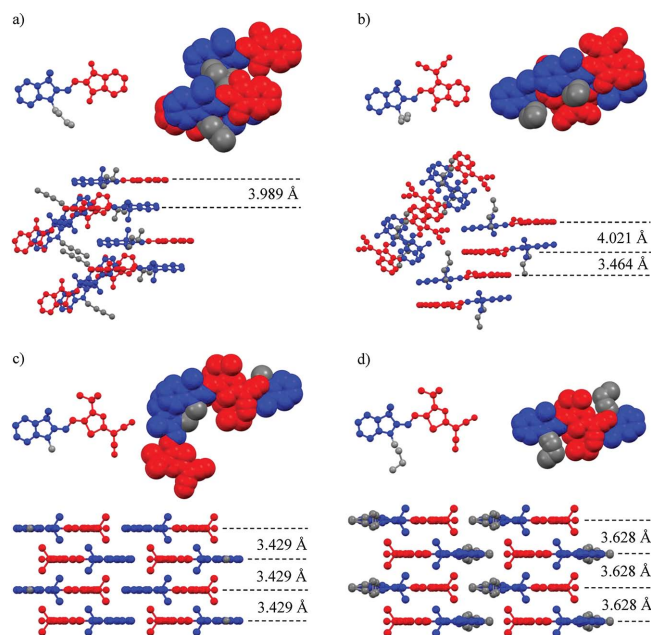 a)
b)
3.989 Å
4.021 Å
3.464 Å
c)
d)
3.429 Å
3.429 Å
3.429 Å
3.628 Å
3.628 Å
3.628 Å